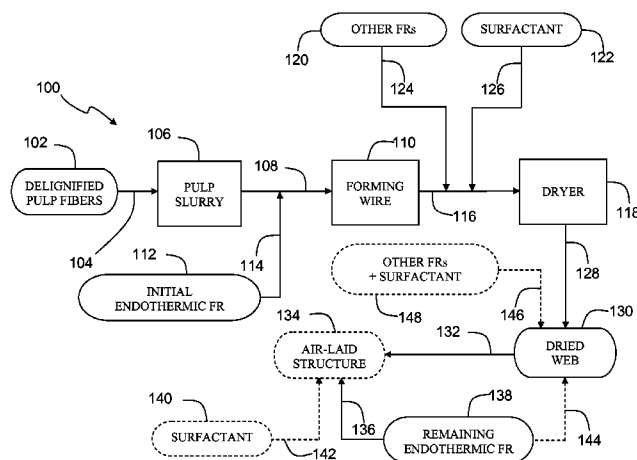 OTHER FRs
SURFACTANT
120
124
126
122
100
102
106
108
110
DELIGNIFIED
PULP FIBERS
PULP
SLURRY
FORMING
WIRE
DRYER
104
116
118
112
114
INITIAL
ENDOTHERMIC FR
OTHER FRs
+ SURFACTANT
128
148
146
130
134
132
AIR-LAID
STRUCTURE
DRIED
WEB
140
138
SURFACTANT
142
136
REMAINING
ENDOTHERMIC FR
144